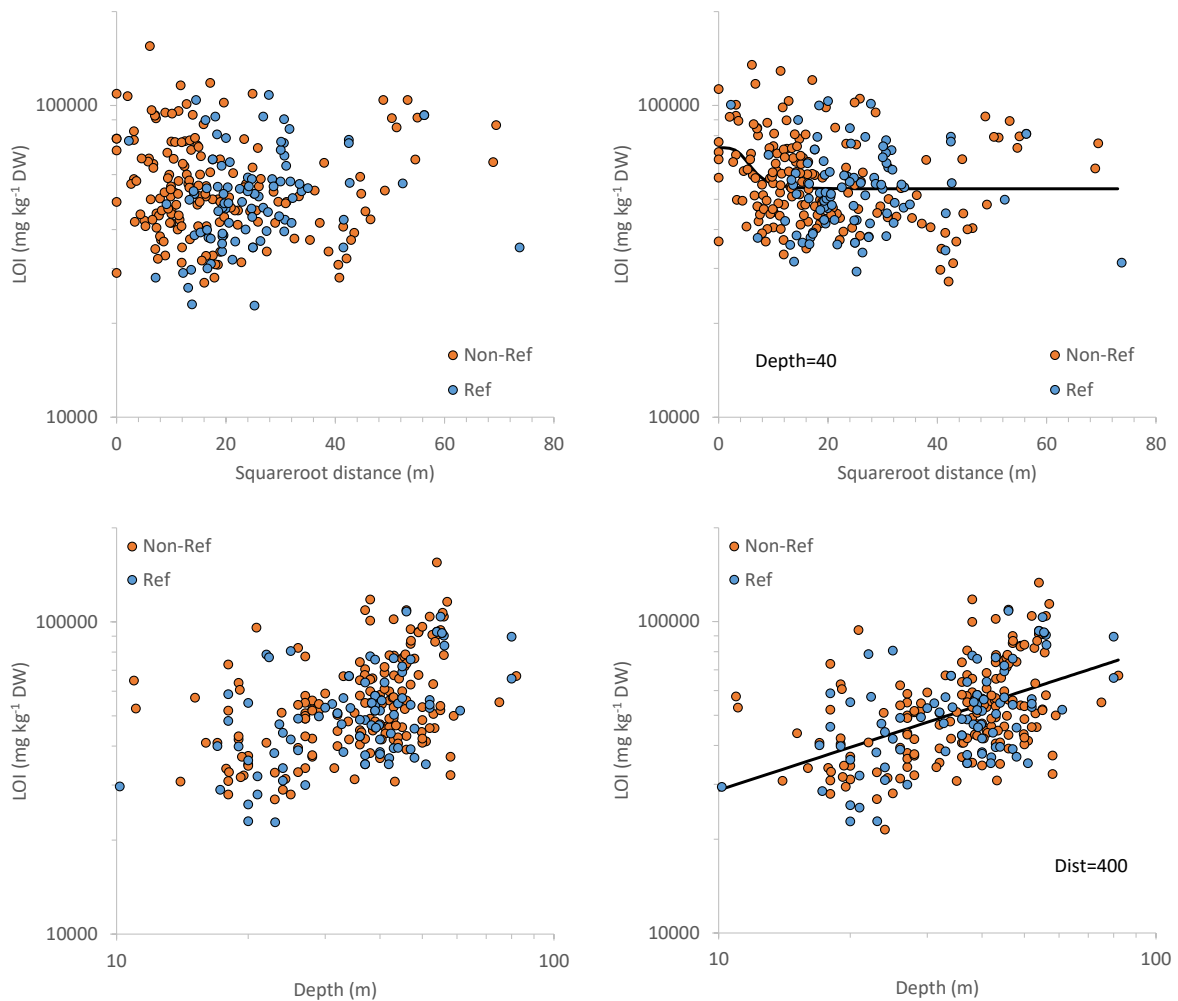 100000
10000
LOI (mg kg⁻¹ DW)
0
20
40
60
80
Squareroot distance (m)
Non-Ref
Ref
100000
10000
LOI (mg kg⁻¹ DW)
0
20
40
60
80
Squareroot distance (m)
Depth=40
Non-Ref
Ref
100000
10000
LOI (mg kg⁻¹ DW)
10
100
Depth (m)
Non-Ref
Ref
100000
10000
LOI (mg kg⁻¹ DW)
10
100
Depth (m)
Non-Ref
Ref
Dist=400